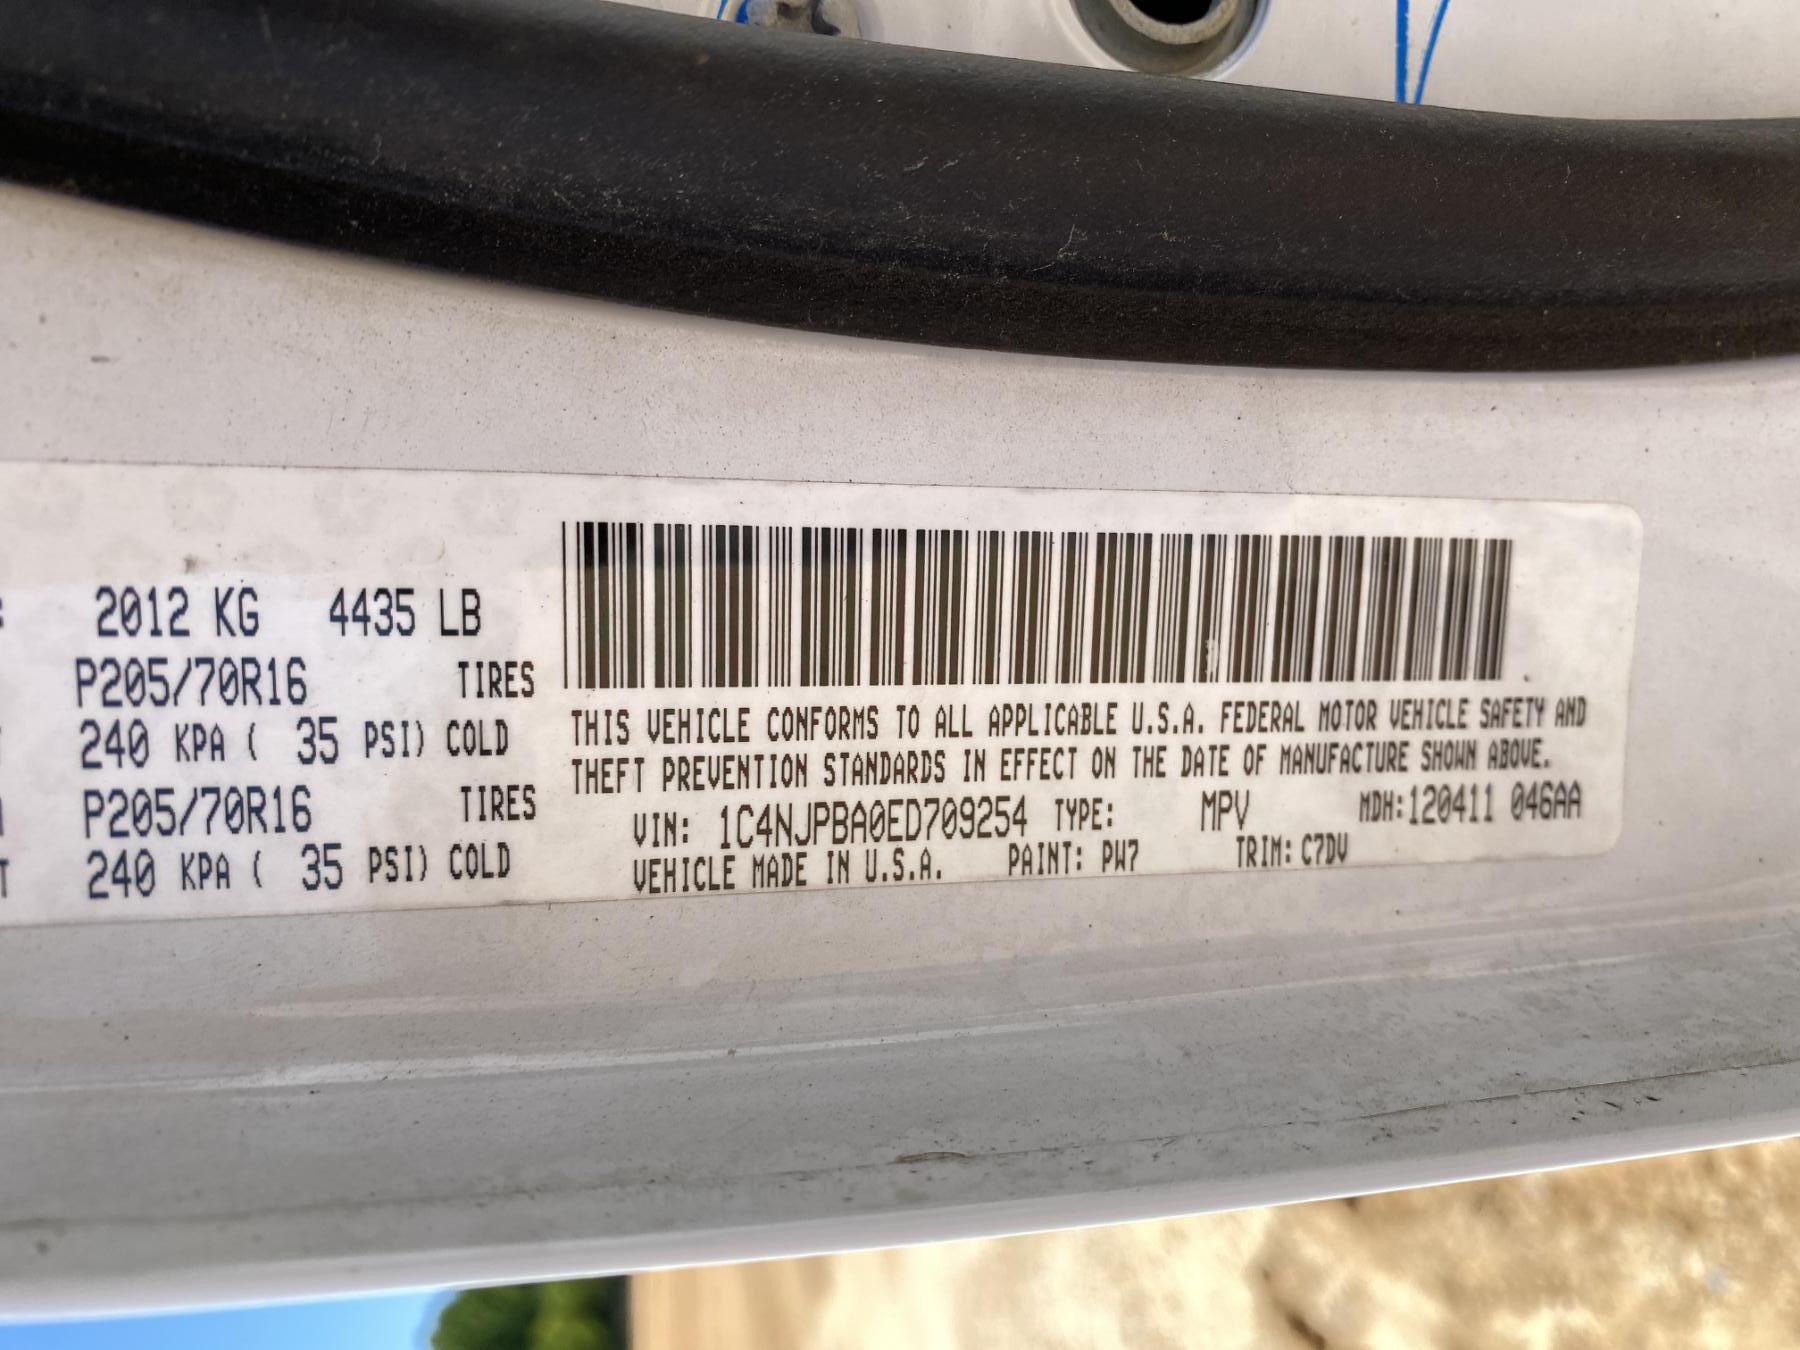 2012 KG 4435 LB
P205/70R16 TIRES
240 KPA ( 35 PSI) COLD
P205/70R16 TIRES
240 KPA ( 35 PSI) COLD
THIS VEHICLE CONFORMS TO ALL APPLICABLE U.S.A. FEDERAL MOTOR VEHICLE SAFETY AND
THEFT PREVENTION STANDARDS IN EFFECT ON THE DATE OF MANUFACTURE SHOWN ABOVE.
VIN: 1C4NJPBA0ED709254 TYPE: MPV MDH:120411 046AA
VEHICLE MADE IN U.S.A. PAINT: PW7 TRIM: C7DV